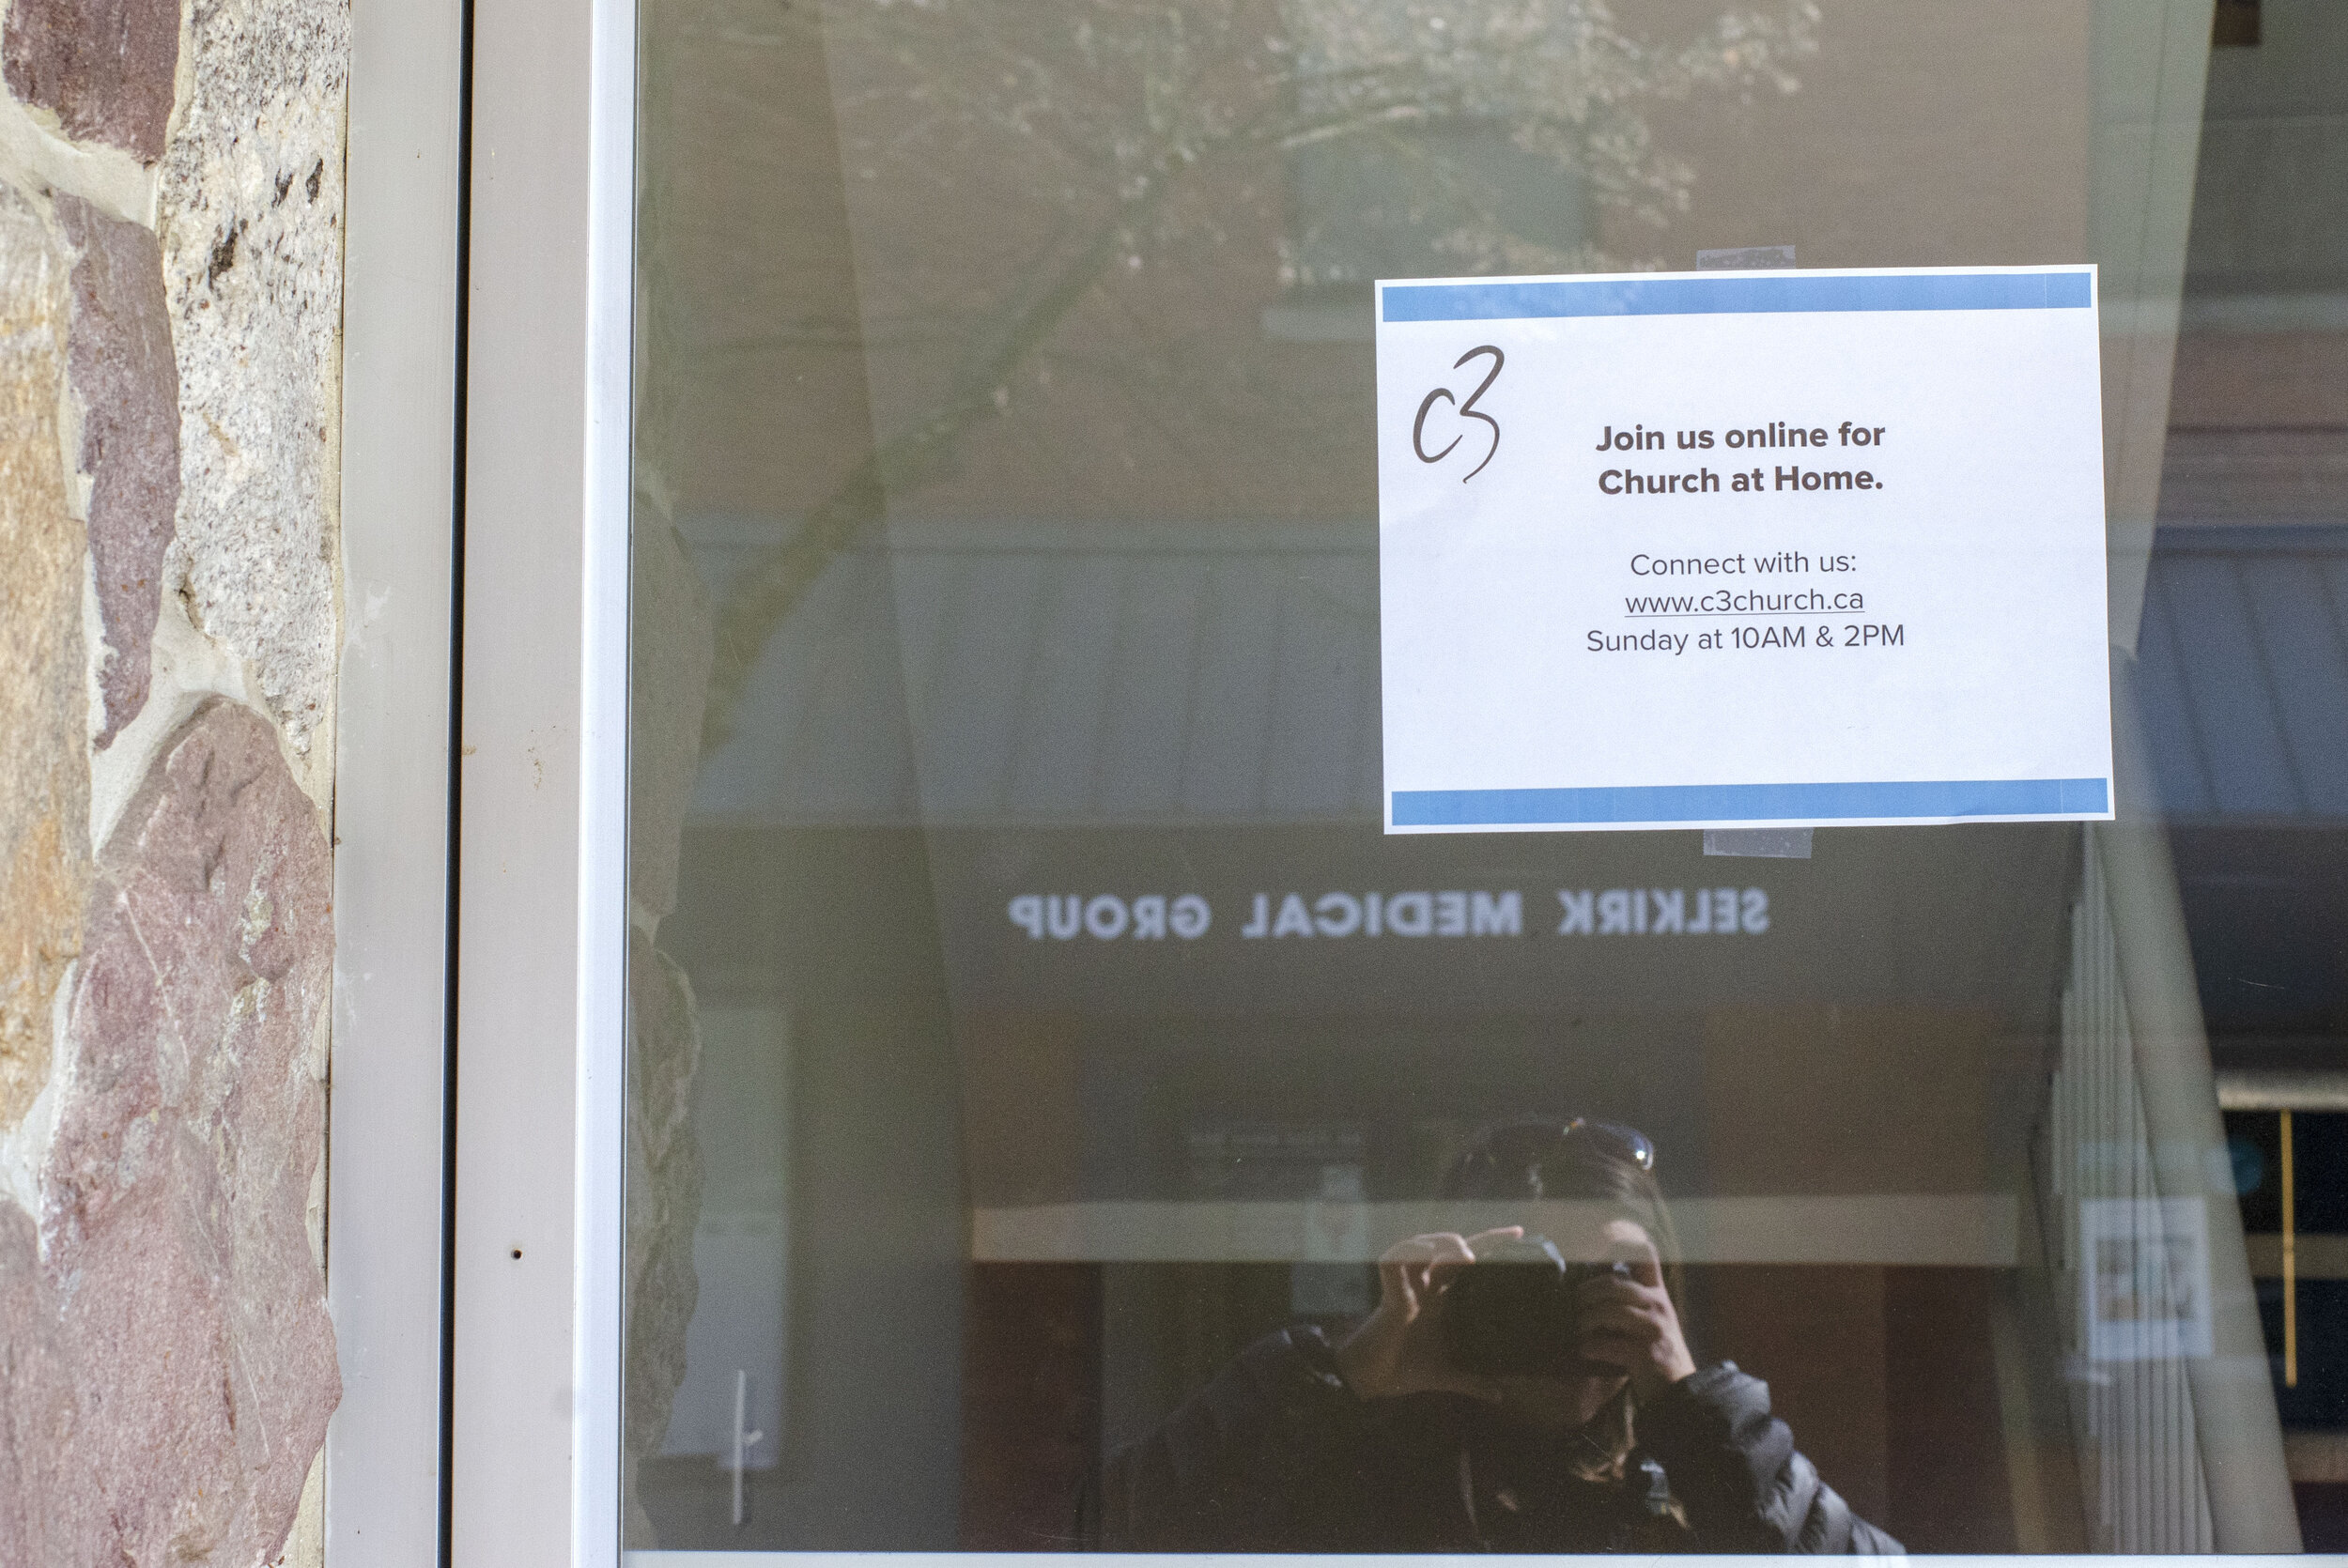 c3
Join us online for
Church at Home.
Connect with us:
www.c3church.ca
Sunday at 10AM & 2PM
SELKIRK MEDICAL GROUP